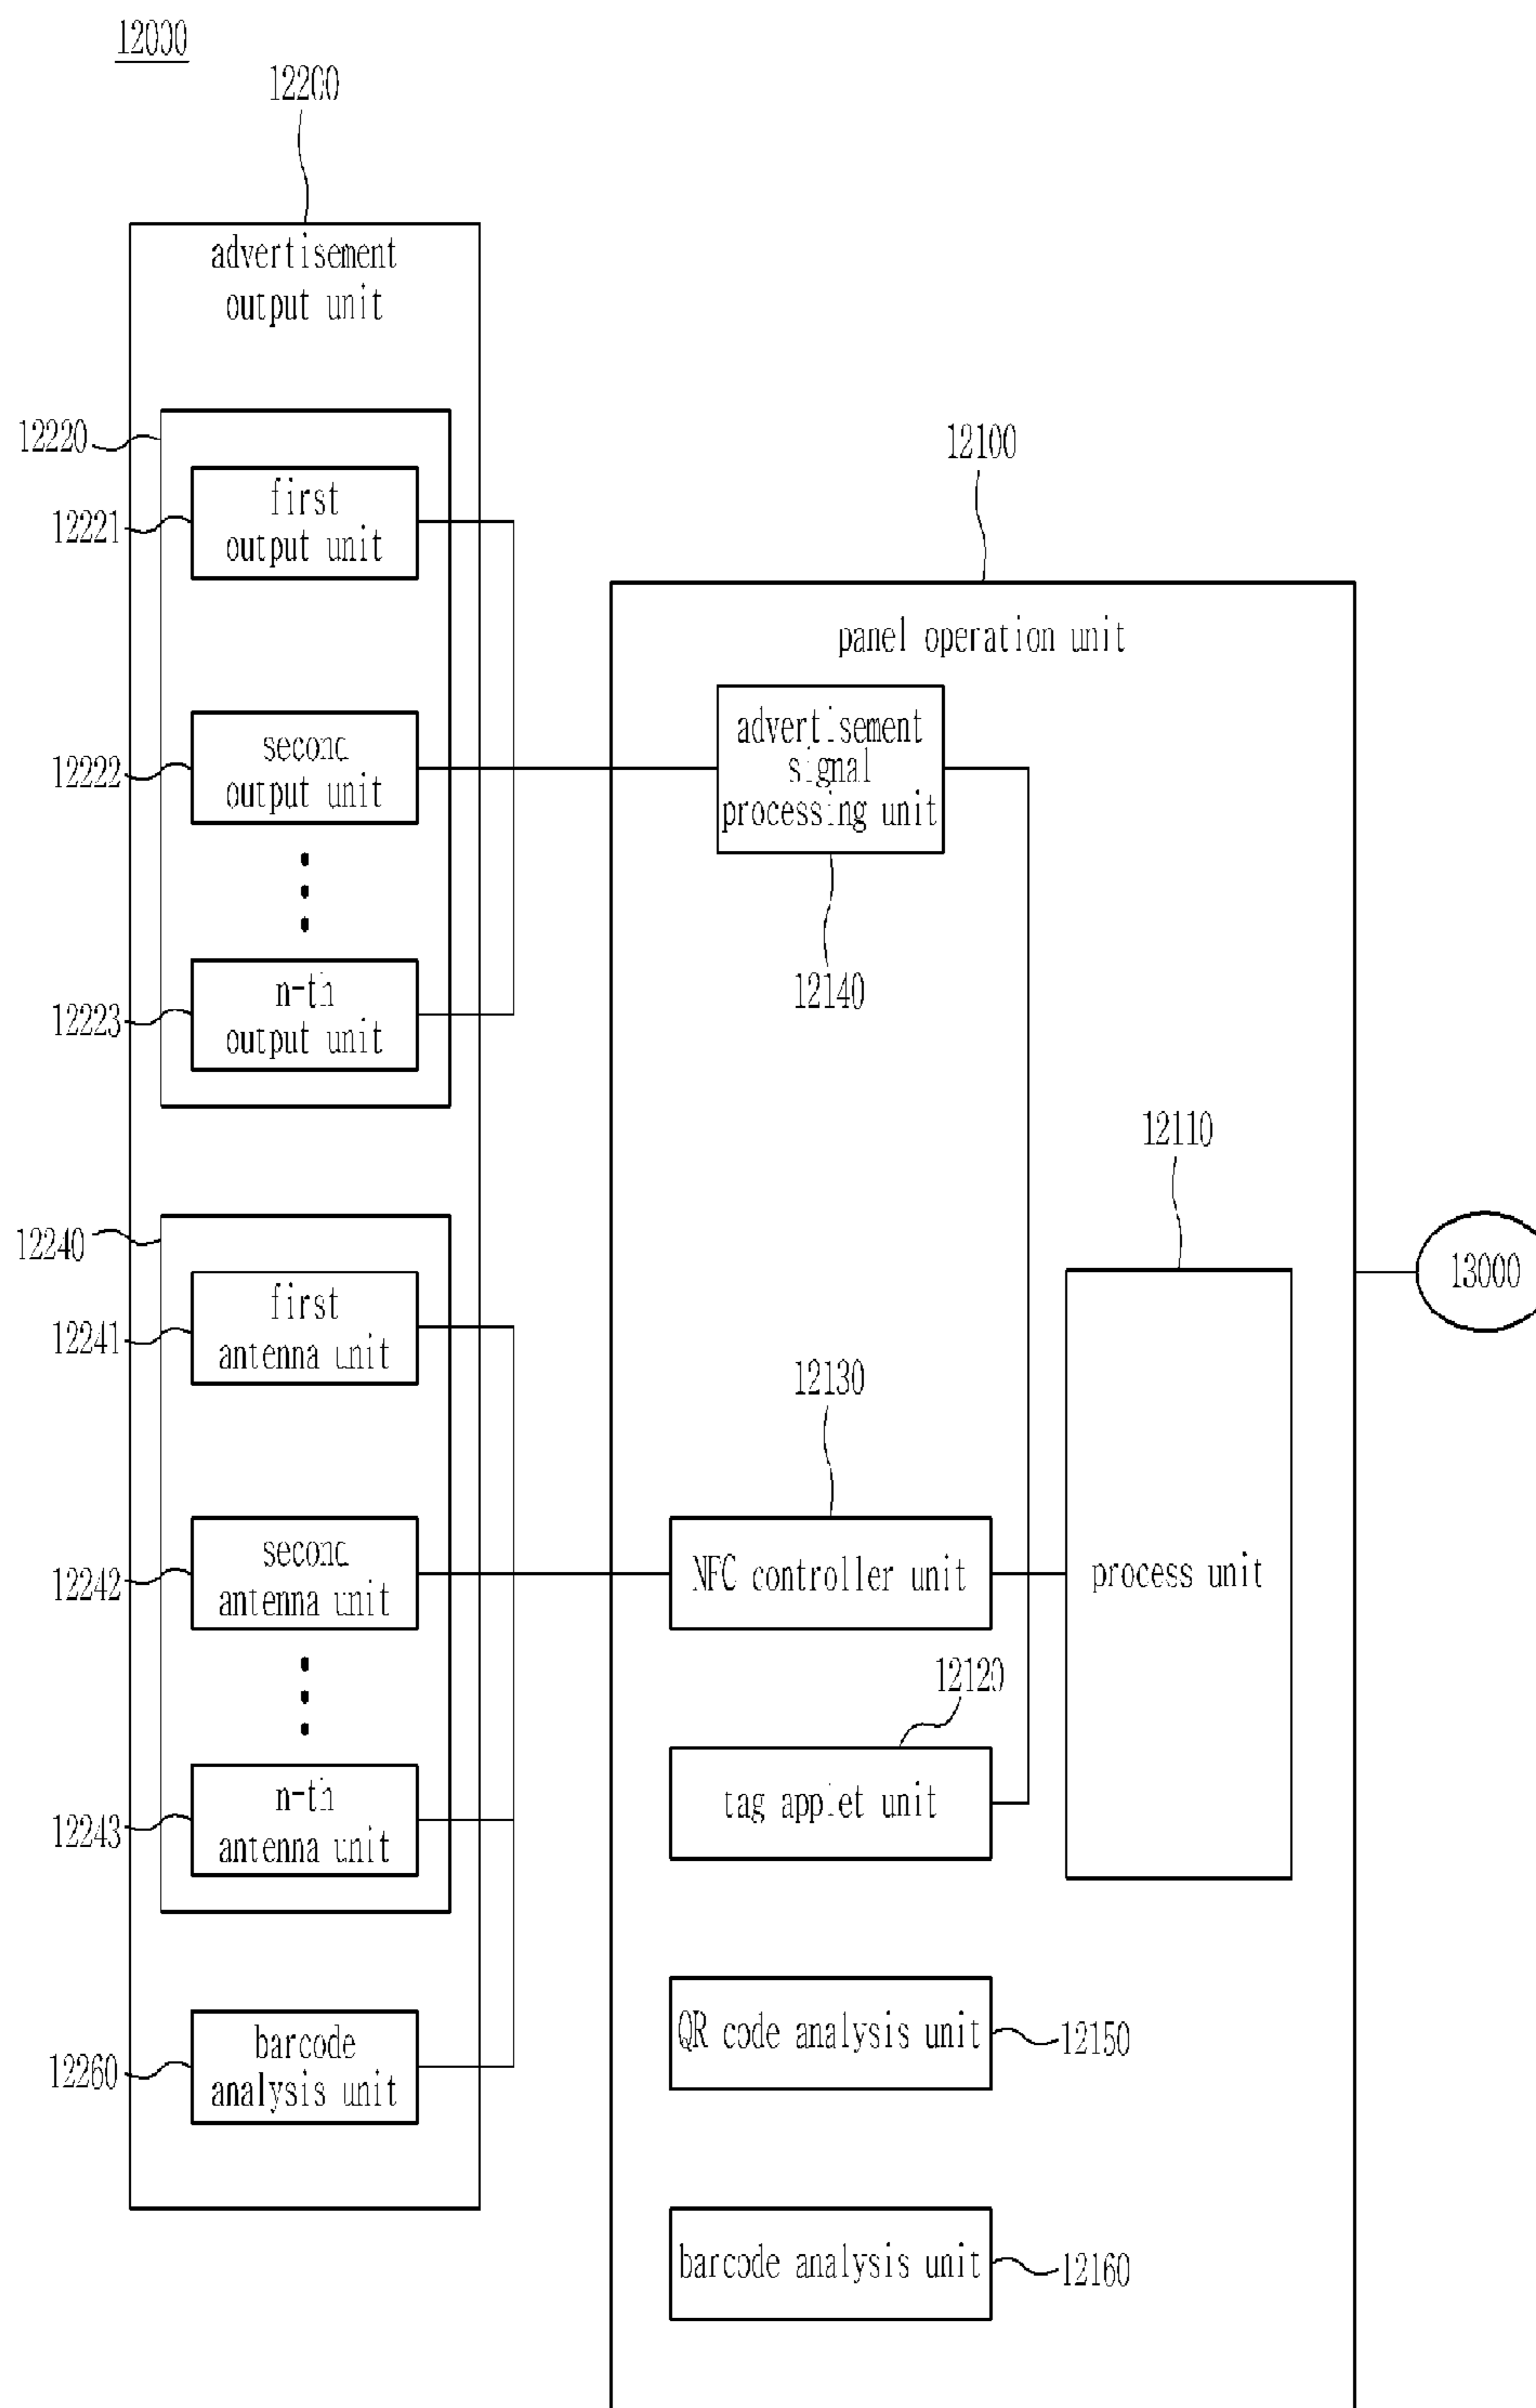 12000
12200
advertisement
output unit
12220
12221
first
output unit
12222
second
output unit
12223
n-th
output unit
12240
12241
first
antenna unit
12242
second
antenna unit
12243
n-th
antenna unit
12260
barcode
analysis unit
12100
panel operation unit
advertisement
signal
processing unit
12140
12110
process unit
13000
12130
NFC controller unit
12120
tag applet unit
QR code analysis unit
12150
barcode analysis unit
12160